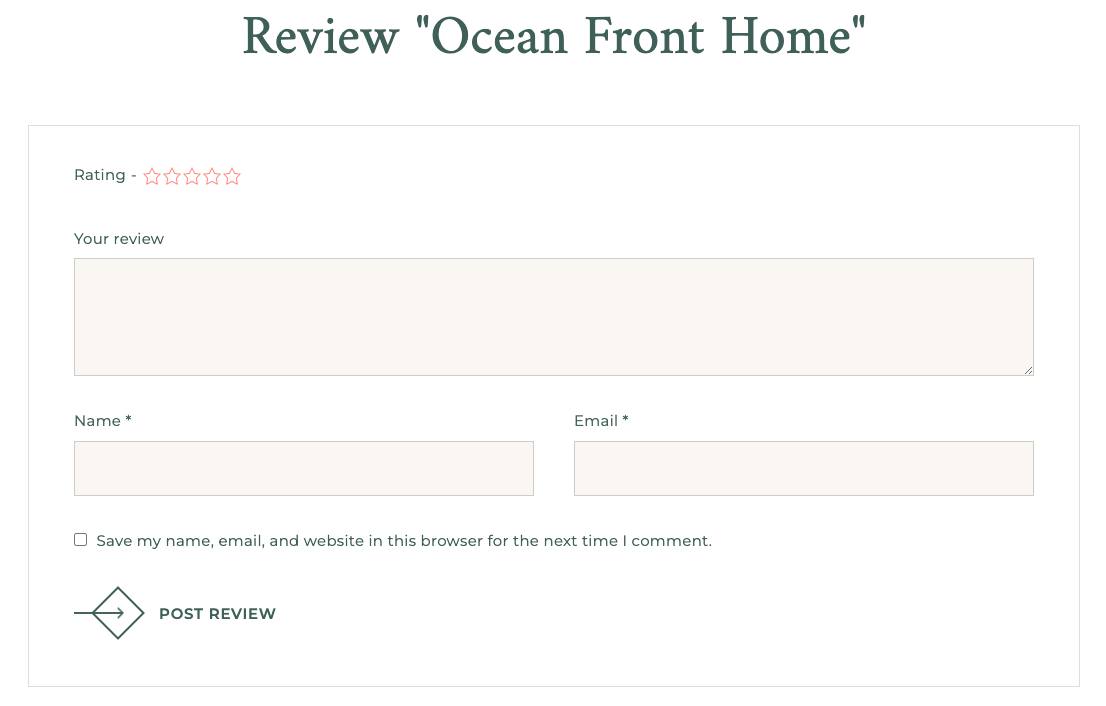 Review "Ocean Front Home"
Rating -
Your review
Name *
Email *
Save my name, email, and website in this browser for the next time I comment.
POST REVIEW